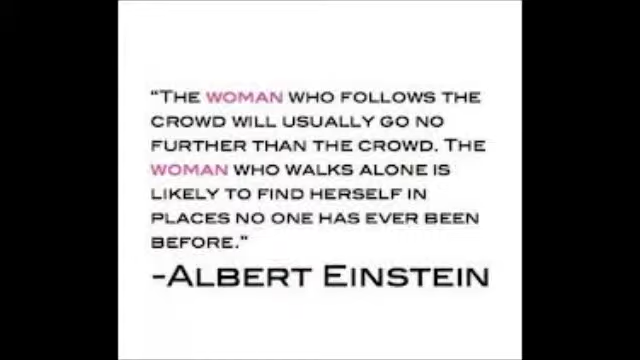 “The woman who follows the
crowd will usually go no
further than the crowd. The
woman who walks alone is
likely to find herself in
places no one has ever been
before.”
-Albert Einstein